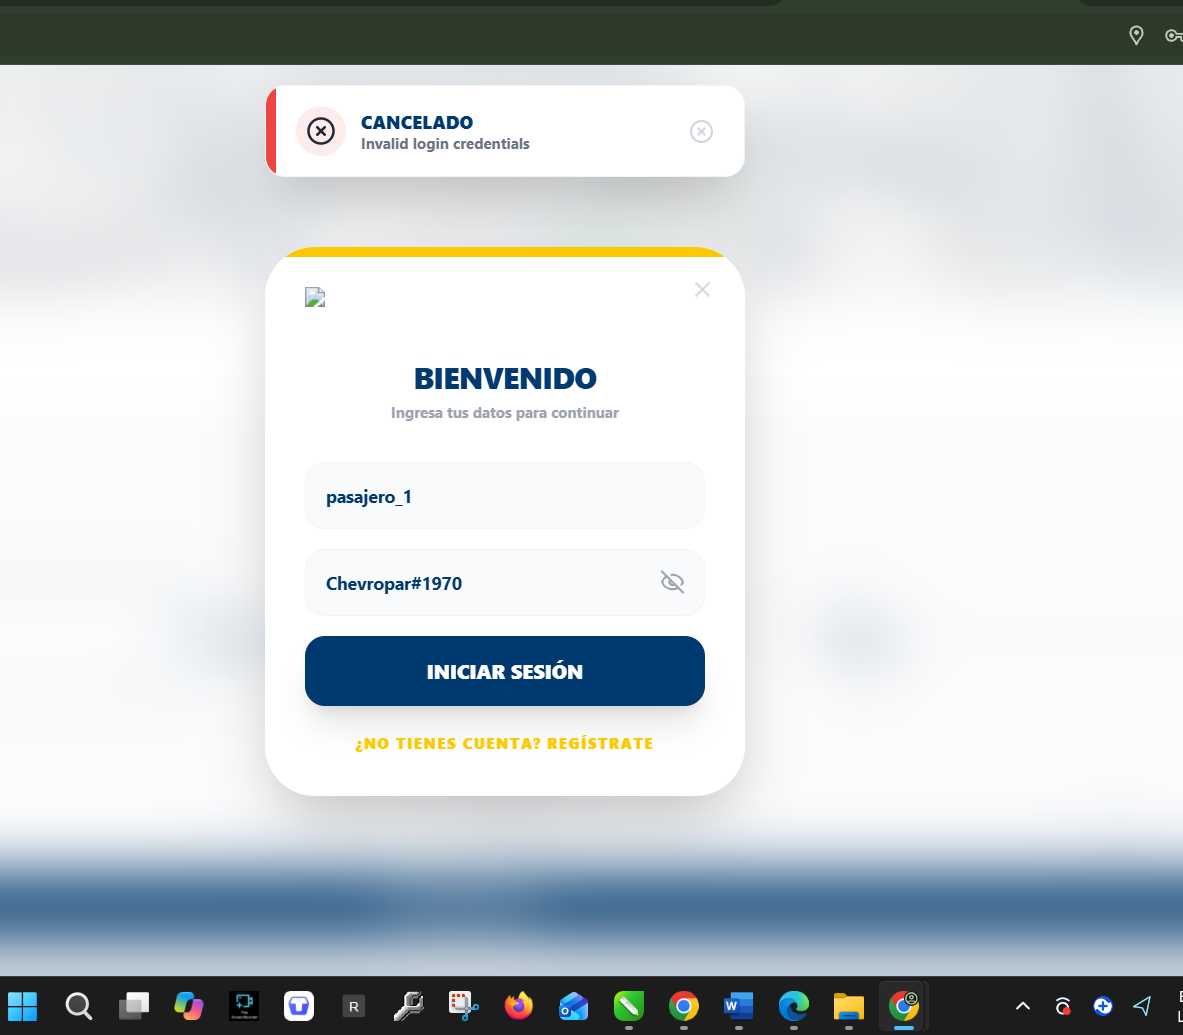 CANCELADO
Invalid login credentials
BIENVENIDO
Ingresa tus datos para continuar
pasajero_1
Chevropar#1970
INICIAR SESIÓN
¿NO TIENES CUENTA? REGÍSTRATE
R